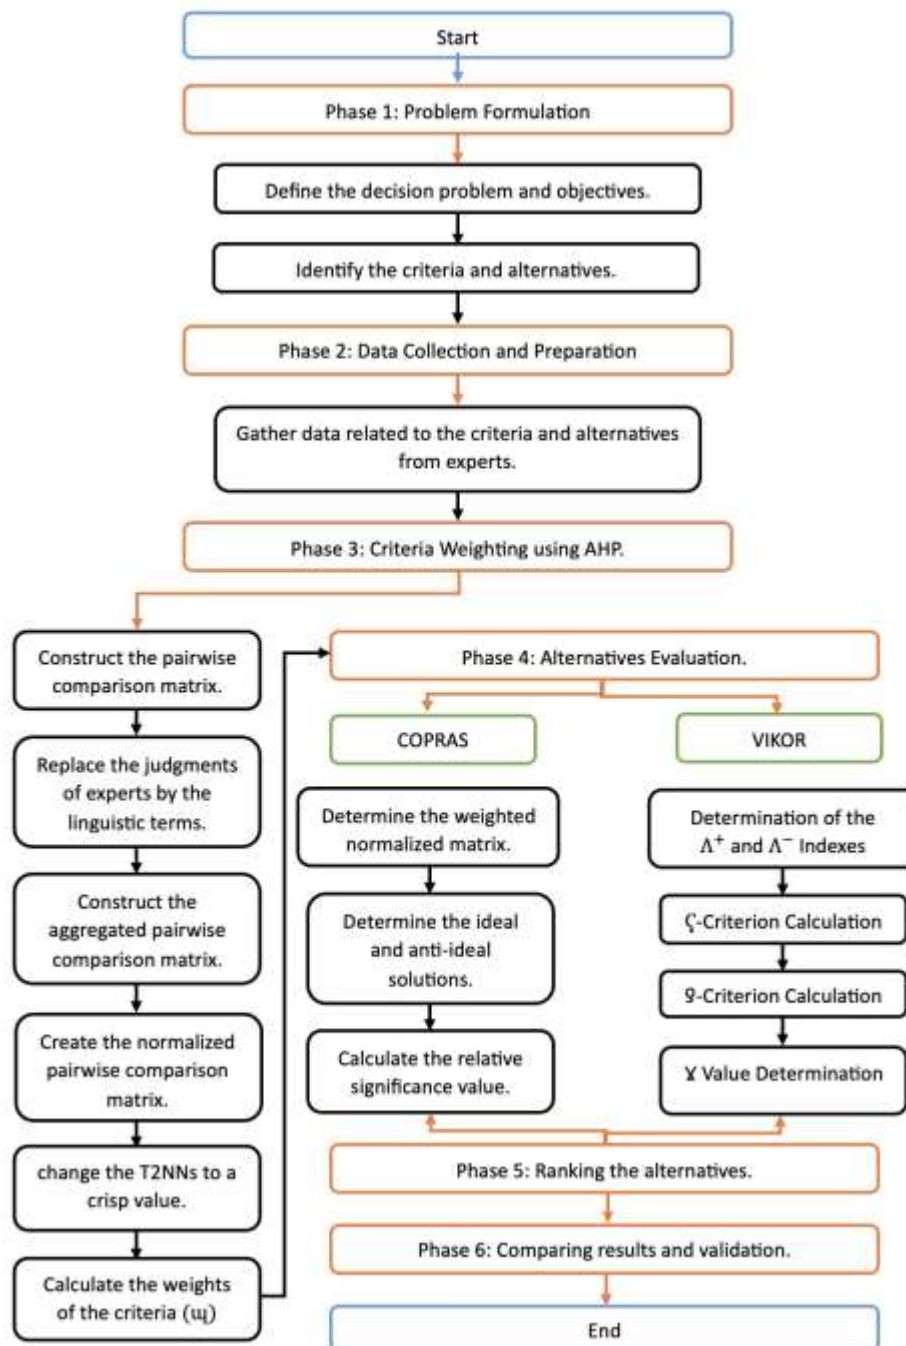 Start
Phase 1: Problem Formulation
Define the decision problem and objectives.
Identify the criteria and alternatives.
Phase 2: Data Collection and Preparation
Gather data related to the criteria and alternatives
from experts.
Phase 3: Criteria Weighting using AHP.
Construct the pairwise
comparison matrix.
Replace the judgments
of experts by the
linguistic terms.
Construct the
aggregated pairwise
comparison matrix.
Create the normalized
pairwise comparison
matrix.
change the T2NNs to a
crisp value.
Calculate the weights
of the criteria
Phase 4: Alternatives Evaluation.
COPRAS
Determine the weighted
normalized matrix.
Determine the ideal
and anti-ideal
solutions.
Calculate the relative
significance value.
VIKOR
Determination of the
Λ⁺ and Λ⁻ Indexes
-Criterion Calculation
-Criterion Calculation
Value Determination
Phase 5: Ranking the alternatives.
Phase 6: Comparing results and validation.
End